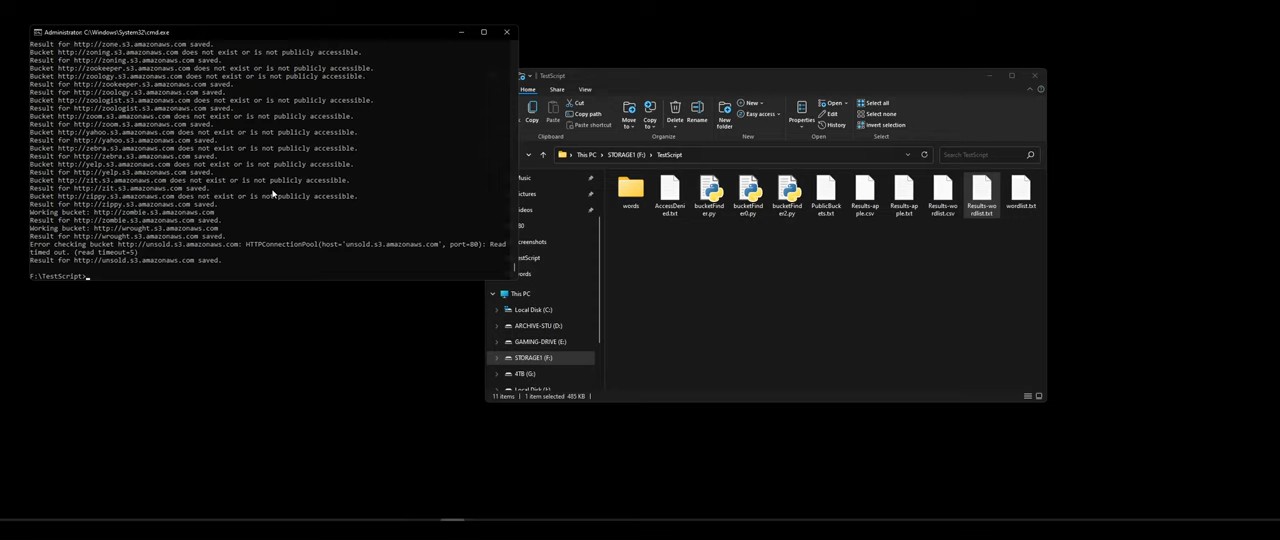 Administrator: C:\Windows\System32\cmd.exe
Result for http://zone.s3.amazonaws.com saved.
Bucket http://zoning.s3.amazonaws.com does not exist or is not publicly accessible.
Result for http://zoning.s3.amazonaws.com saved.
Bucket http://zookeeper.s3.amazonaws.com does not exist or is not publicly accessible.
Bucket http://zoology.s3.amazonaws.com does not exist or is not publicly accessible.
Result for http://zookeeper.s3.amazonaws.com saved.
Result for http://zoology.s3.amazonaws.com saved.
Bucket http://zoologist.s3.amazonaws.com does not exist or is not publicly accessible.
Result for http://zoologist.s3.amazonaws.com saved.
Bucket http://zoom.s3.amazonaws.com does not exist or is not publicly accessible.
Result for http://zoom.s3.amazonaws.com saved.
Bucket http://yahoo.s3.amazonaws.com does not exist or is not publicly accessible.
Result for http://yahoo.s3.amazonaws.com saved.
Bucket http://zebra.s3.amazonaws.com does not exist or is not publicly accessible.
Result for http://zebra.s3.amazonaws.com saved.
Bucket http://yelp.s3.amazonaws.com does not exist or is not publicly accessible.
Result for http://yelp.s3.amazonaws.com saved.
Bucket http://zit.s3.amazonaws.com does not exist or is not publicly accessible.
Result for http://zit.s3.amazonaws.com saved.
Bucket http://zippy.s3.amazonaws.com does not exist or is not publicly accessible.
Result for http://zippy.s3.amazonaws.com saved.
Working bucket: http://zombie.s3.amazonaws.com
Result for http://zombie.s3.amazonaws.com saved.
Working bucket: http://wrought.s3.amazonaws.com
Result for http://wrought.s3.amazonaws.com saved.
Error checking bucket http://unsold.s3.amazonaws.com: HTTPConnectionPool(host='unsold.s3.amazonaws.com', port=80): Read
timed out. (read timeout=5)
Result for http://unsold.s3.amazonaws.com saved.
F:\TestScript>
TestScript
Home Share View
Copy Paste Cut
Copy path
Paste shortcut
Clipboard
Move to Copy to Delete Rename
Organize
New folder
New
Easy access
New
Properties
Open
Edit
History
Open
Select all
Select none
Invert selection
Select
This PC > STORAGE1 (F:) > TestScript
Search TestScript
Music
ctures
ideos
80
creenshots
estScript
ords
This PC
Local Disk (C:)
ARCHIVE-STU (D:)
GAMING-DRIVE (E:)
STORAGE1 (F:)
4TB (G:)
words
AccessDenied.txt
bucketFinder.py
bucketFinder0.py
bucketFinder2.py
PublicBuckets.txt
Results-apple.csv
Results-apple.txt
Results-wordlist.csv
Results-wordlist.txt
wordlist.txt
11 items 1 item selected 485 KB